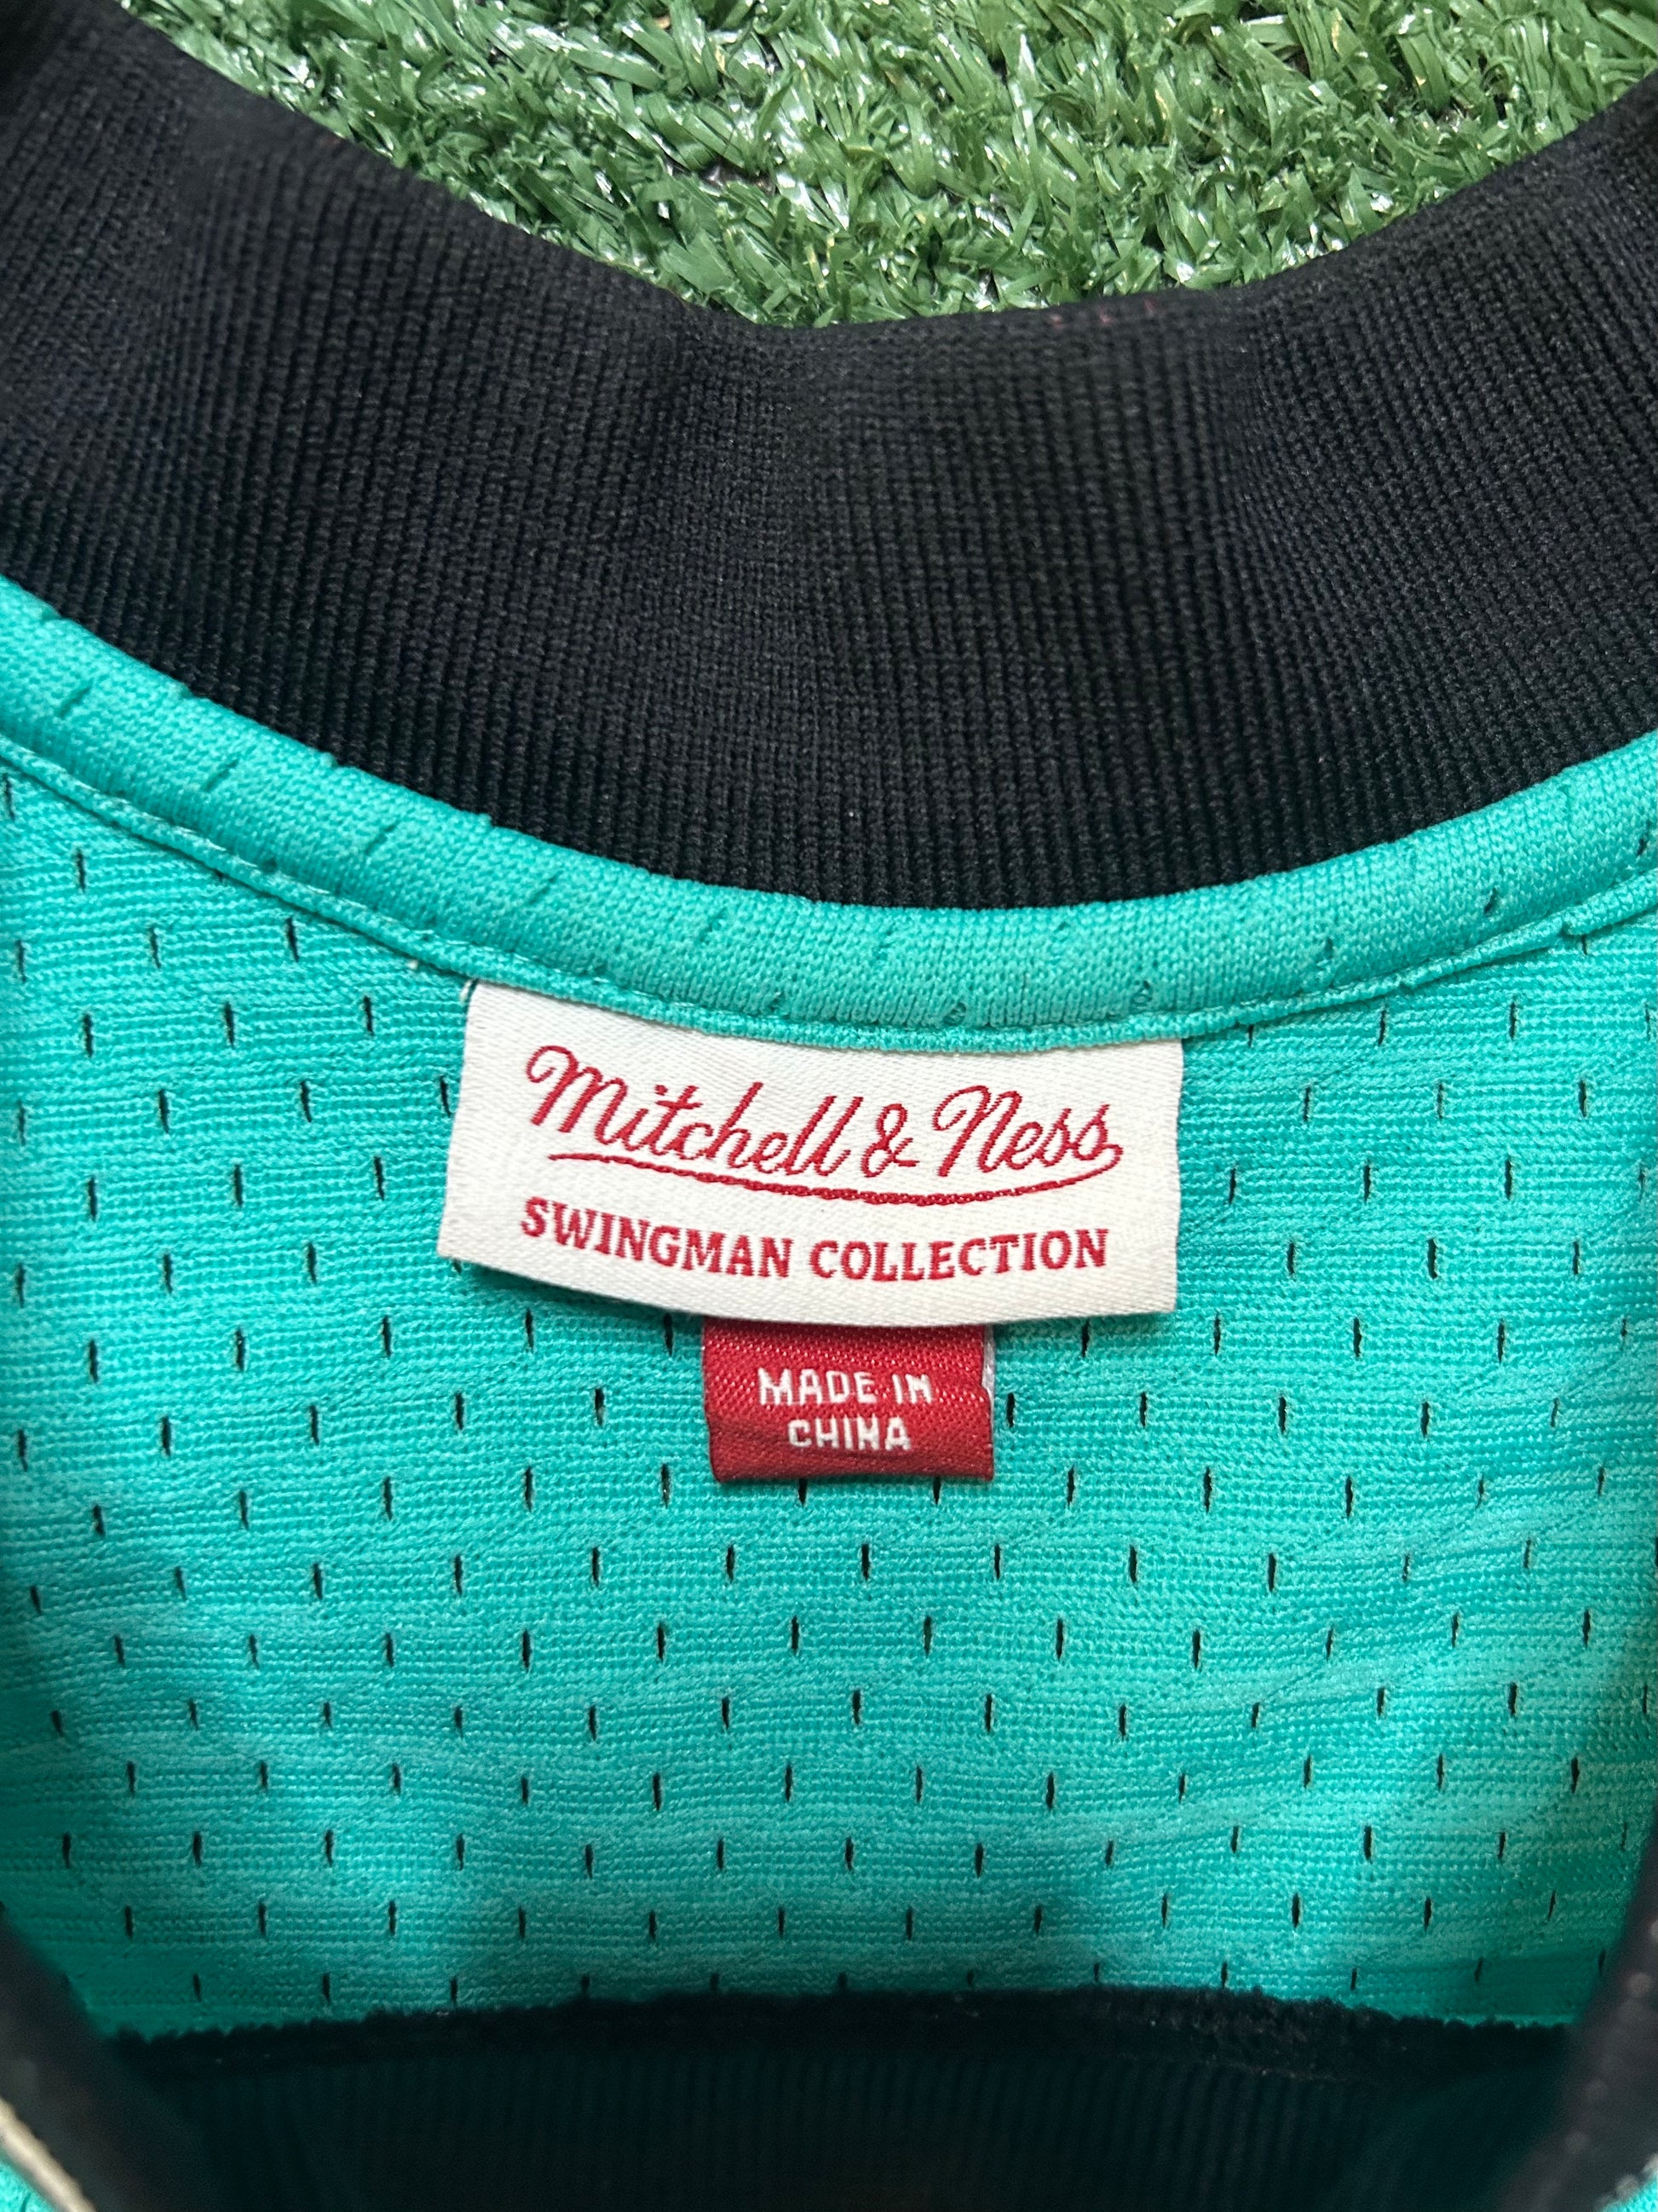 Mitchell & Ness
SWINGMAN COLLECTION
MADE IN
CHINA